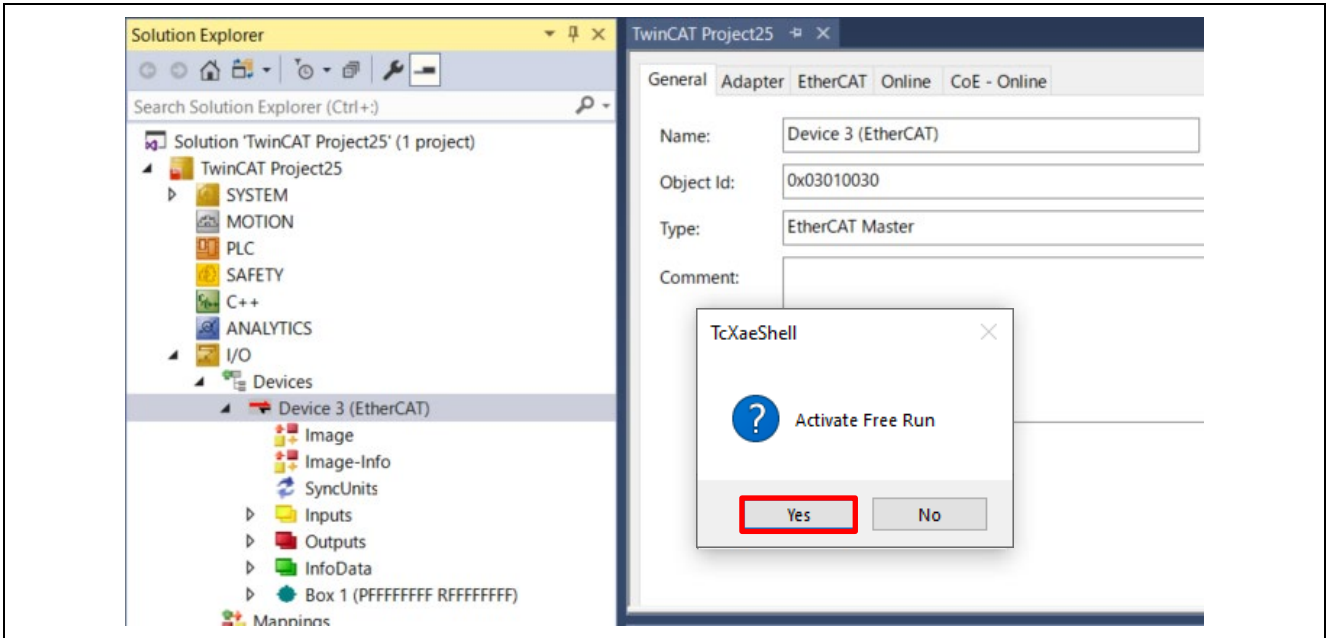 Solution Explorer
Search Solution Explorer (Ctrl+:)
Solution 'TwinCAT Project25' (1 project)
TwinCAT Project25
SYSTEM
MOTION
PLC
SAFETY
C++
ANALYTICS
I/O
Devices
Device 3 (EtherCAT)
Image
Image-Info
SyncUnits
Inputs
Outputs
InfoData
Box 1 (PFFFFFFFF RFFFFFFFF)
Mappings
TwinCAT Project25
General Adapter EtherCAT Online CoE - Online
Name: Device 3 (EtherCAT)
Object Id: 0x03010030
Type: EtherCAT Master
Comment:
TcXaeShell
Activate Free Run
Yes No